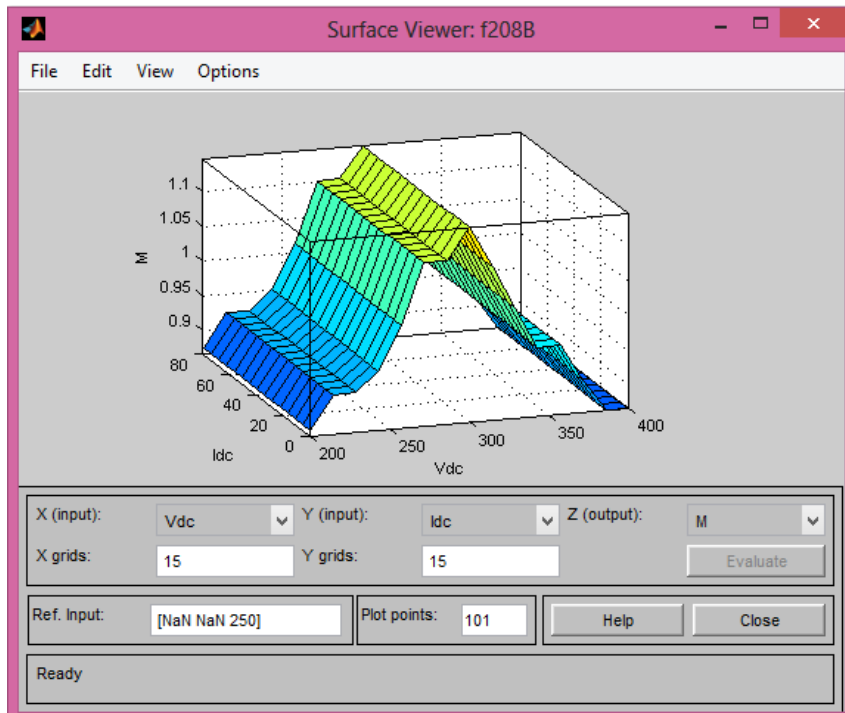 Surface Viewer: f208B
File Edit View Options
M
1.1
1.05
1
0.95
0.9
80
60
40
20
0
Idc
200
250
300
350
400
Vdc
X (input): Vdc Y (input): Idc Z (output): M
X grids: 15 Y grids: 15 Evaluate
Ref. Input: [NaN NaN 250] Plot points: 101 Help Close
Ready